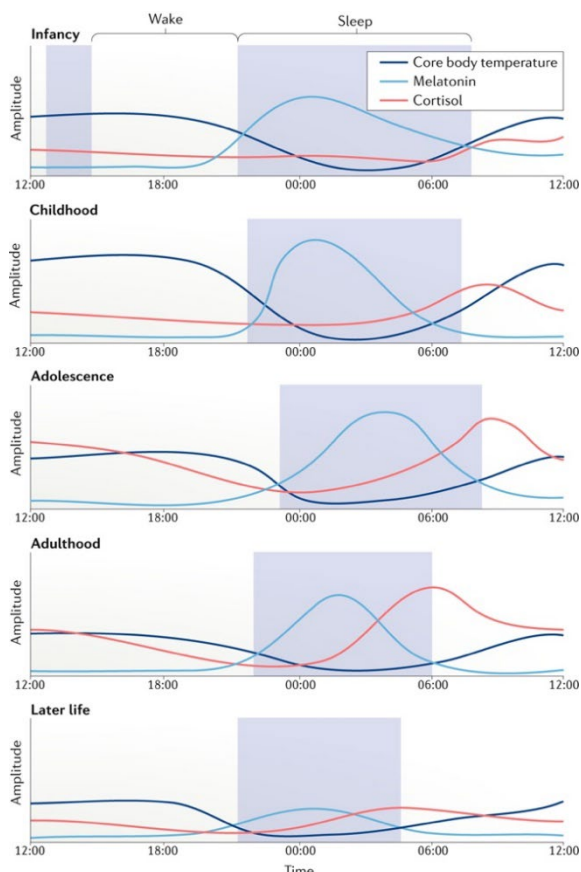 Wake Sleep
Infancy
Core body temperature
Melatonin
Cortisol
Amplitude
12:00 18:00 00:00 06:00 12:00
Childhood
Amplitude
12:00 18:00 00:00 06:00 12:00
Adolescence
Amplitude
12:00 18:00 00:00 06:00 12:00
Adulthood
Amplitude
12:00 18:00 00:00 06:00 12:00
Later life
Amplitude
12:00 18:00 00:00 06:00 12:00
Time